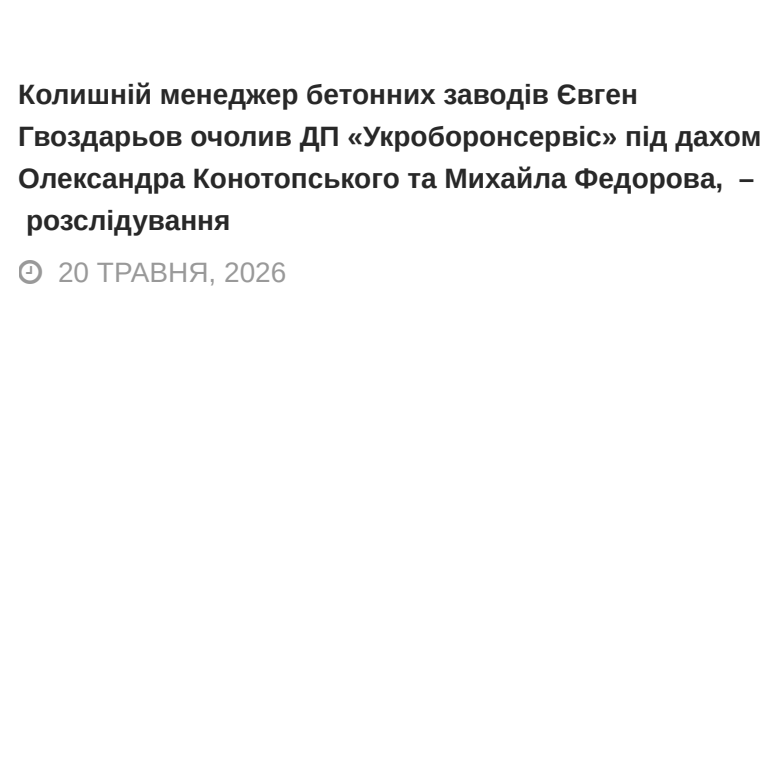 Колишній менеджер бетонних заводів Євген
Гвоздарьов очолив ДП «Укроборонсервіс» під дахом
Олександра Конотопського та Михайла Федорова,  –
розслідування
20 ТРАВНЯ, 2026